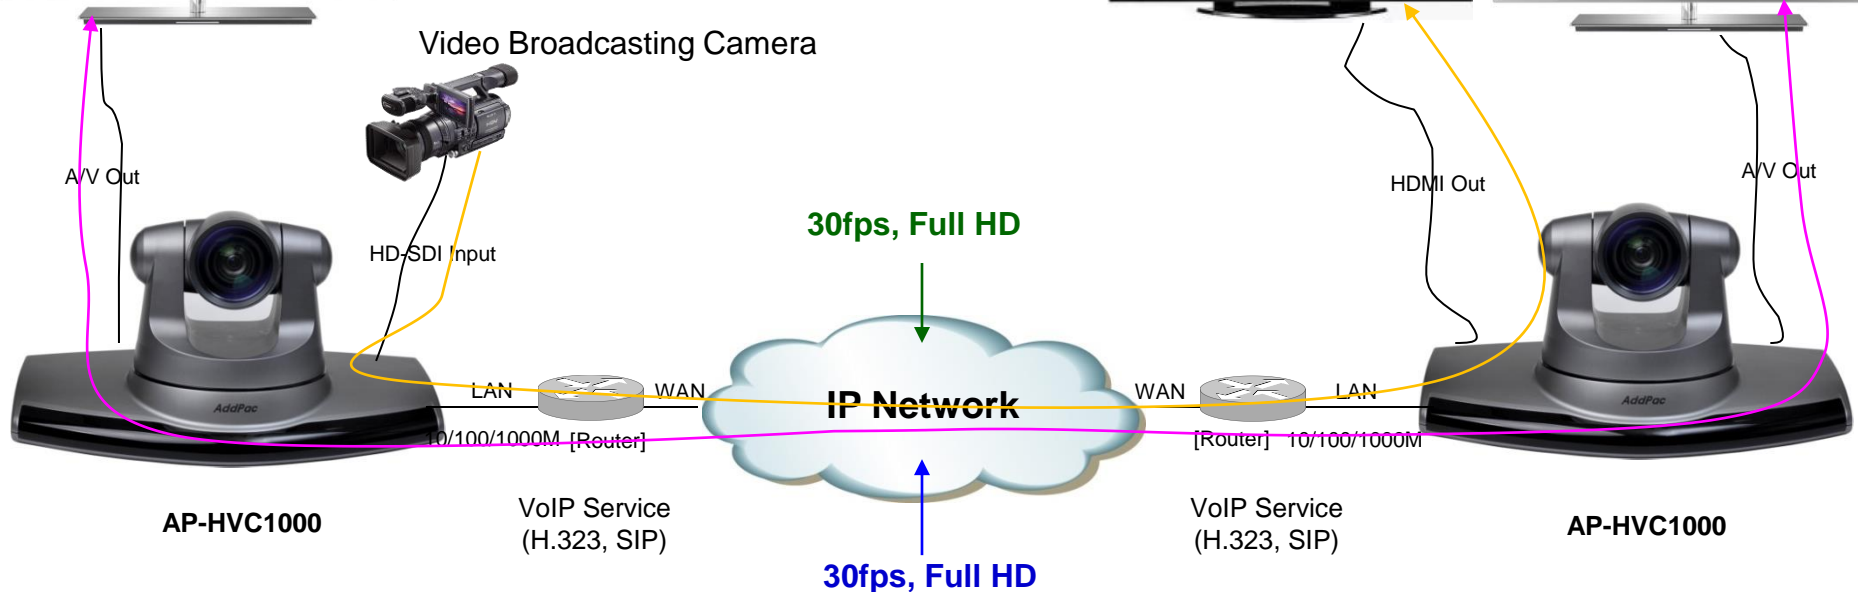 Video Broadcasting Camera
A/V Out
HDMI Out
A/V Out
30fps, Full HD
HD-SDI Input
LAN
WAN
IP Network
WAN
LAN
AddPac
AddPac
10/100/1000M
[Router]
[Router]
10/100/1000M
AP-HVC1000
VoIP Service
(H.323, SIP)
VoIP Service
(H.323, SIP)
AP-HVC1000
30fps, Full HD